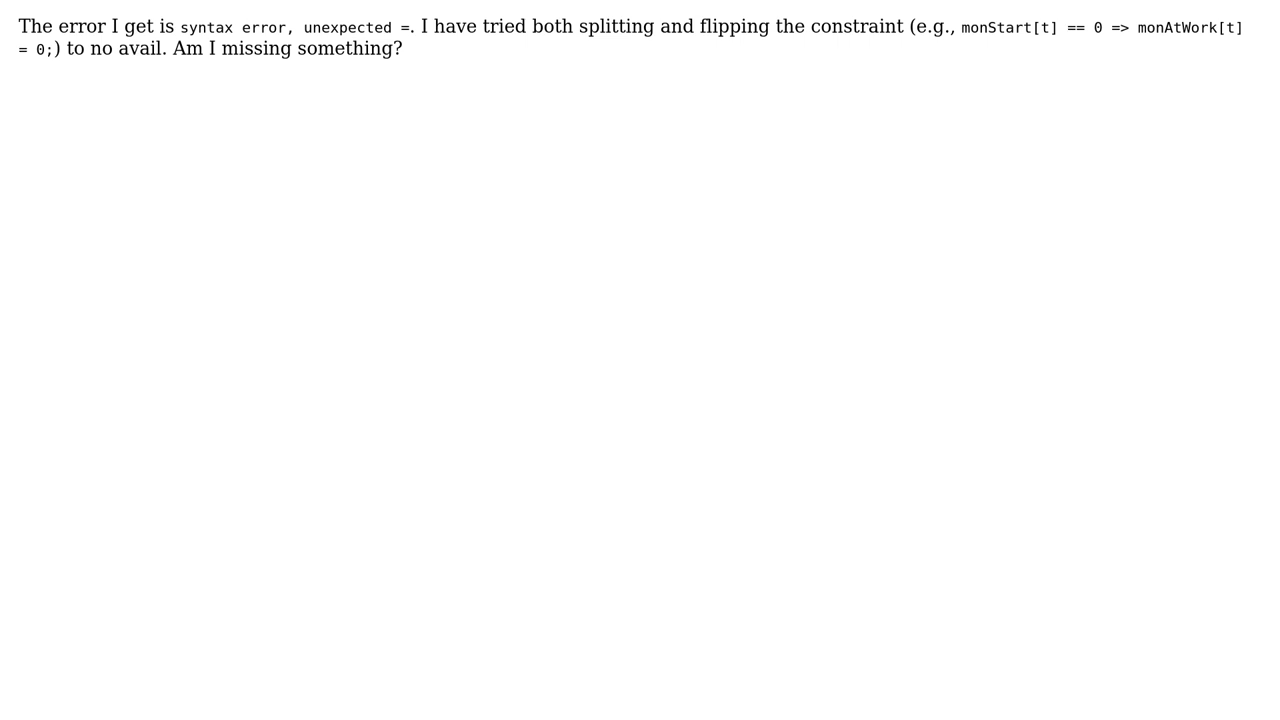 The error I get is syntax error, unexpected =. I have tried both splitting and flipping the constraint (e.g., monStart[t] == 0 => monAtWork[t]
= 0;) to no avail. Am I missing something?